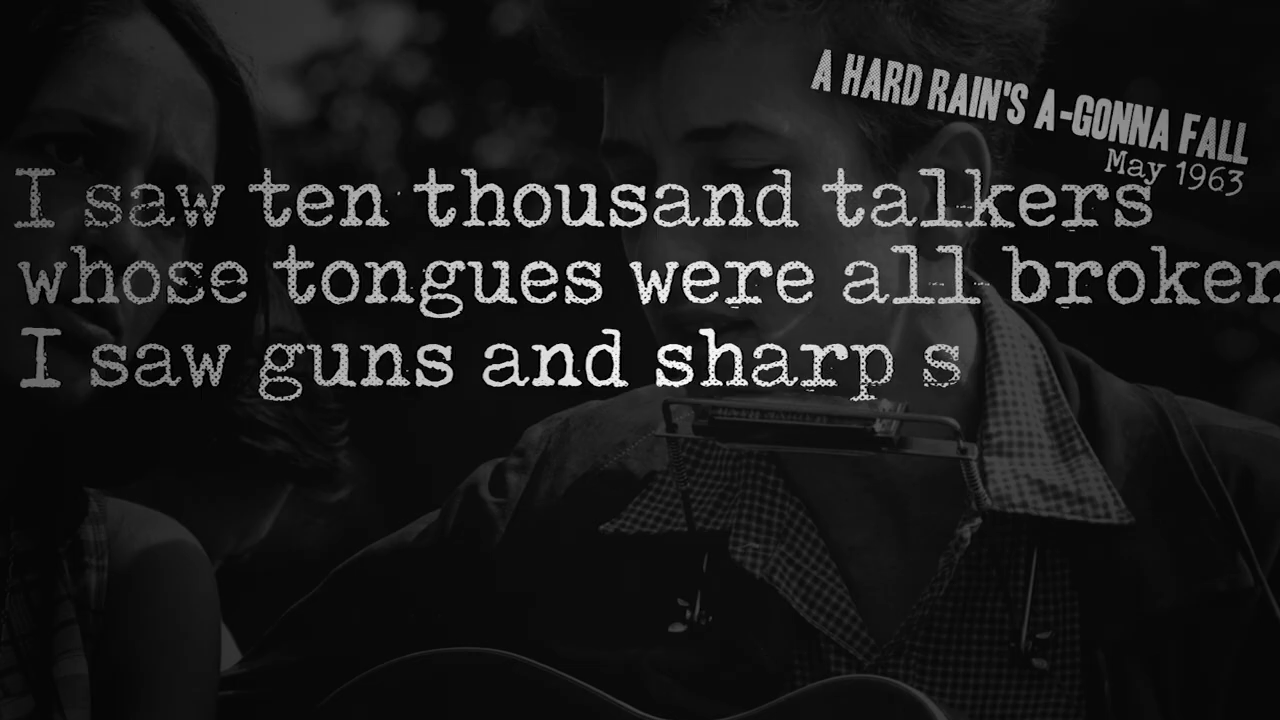 A HARD RAIN'S A-GONNA FALL
May 1963
I saw ten thousand talkers
whose tongues were all broken
I saw guns and sharp s